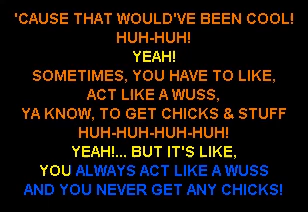 'CAUSE THAT WOULD'VE BEEN COOL!
HUH-HUH!
YEAH!
SOMETIMES, YOU HAVE TO LIKE,
ACT LIKE A WUSS,
YA KNOW, TO GET CHICKS & STUFF
HUH-HUH-HUH-HUH!
YEAH!... BUT IT'S LIKE,
YOU ALWAYS ACT LIKE A WUSS
AND YOU NEVER GET ANY CHICKS!